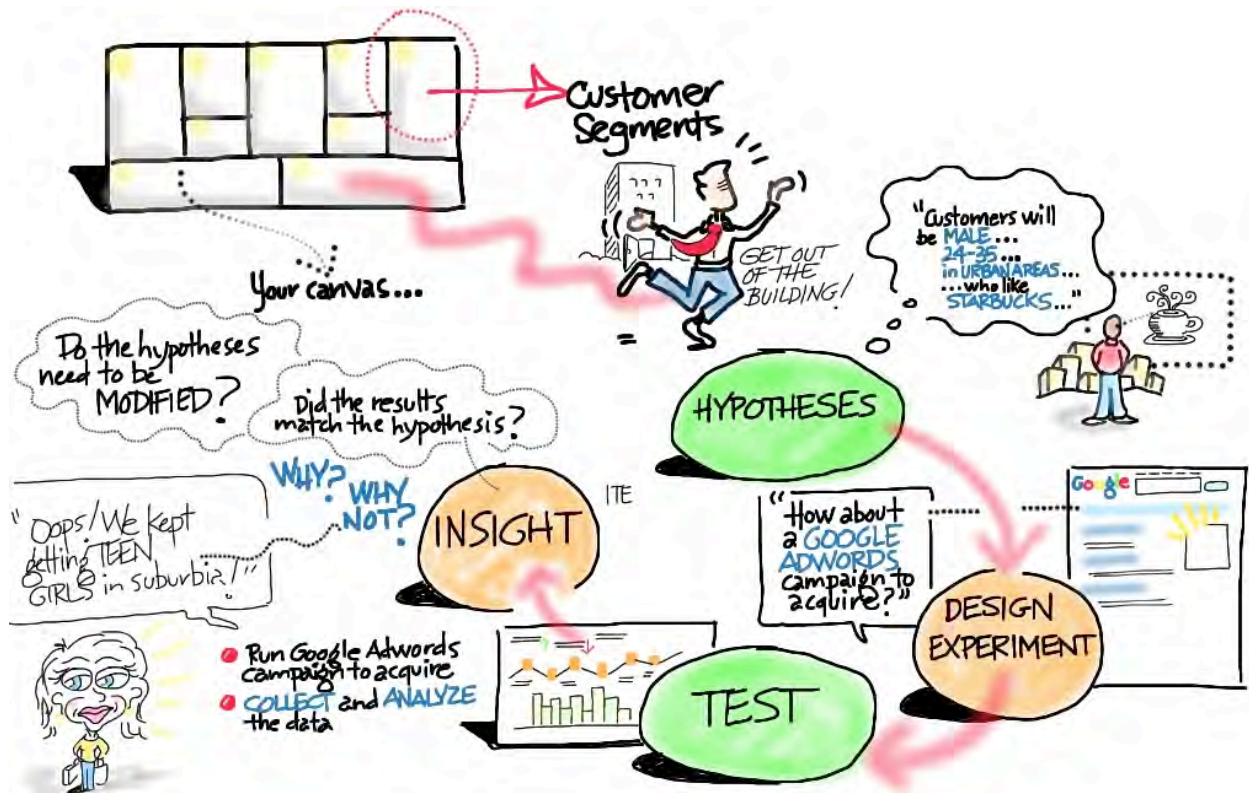 Customer
Segments
GET OUT
OF THE
BUILDING!
Your canvas...
"Customers will
be MALE...
24-35...
in URBAN AREAS...
...who like
STARBUCKS..."
Do the hypotheses
need to be
MODIFIED?
Did the results
match the hypothesis?
HYPOTHESES
WHY?
WHY
NOT?
INSIGHT
ITE
"Oops! We kept
getting TEEN
GIRLS in suburbia!"
"How about
a GOOGLE
ADWORDS
campaign to
acquire?"
Google
DESIGN
EXPERIMENT
Run Google Adwords
campaign to acquire
COLLECT and ANALYZE
the data
TEST